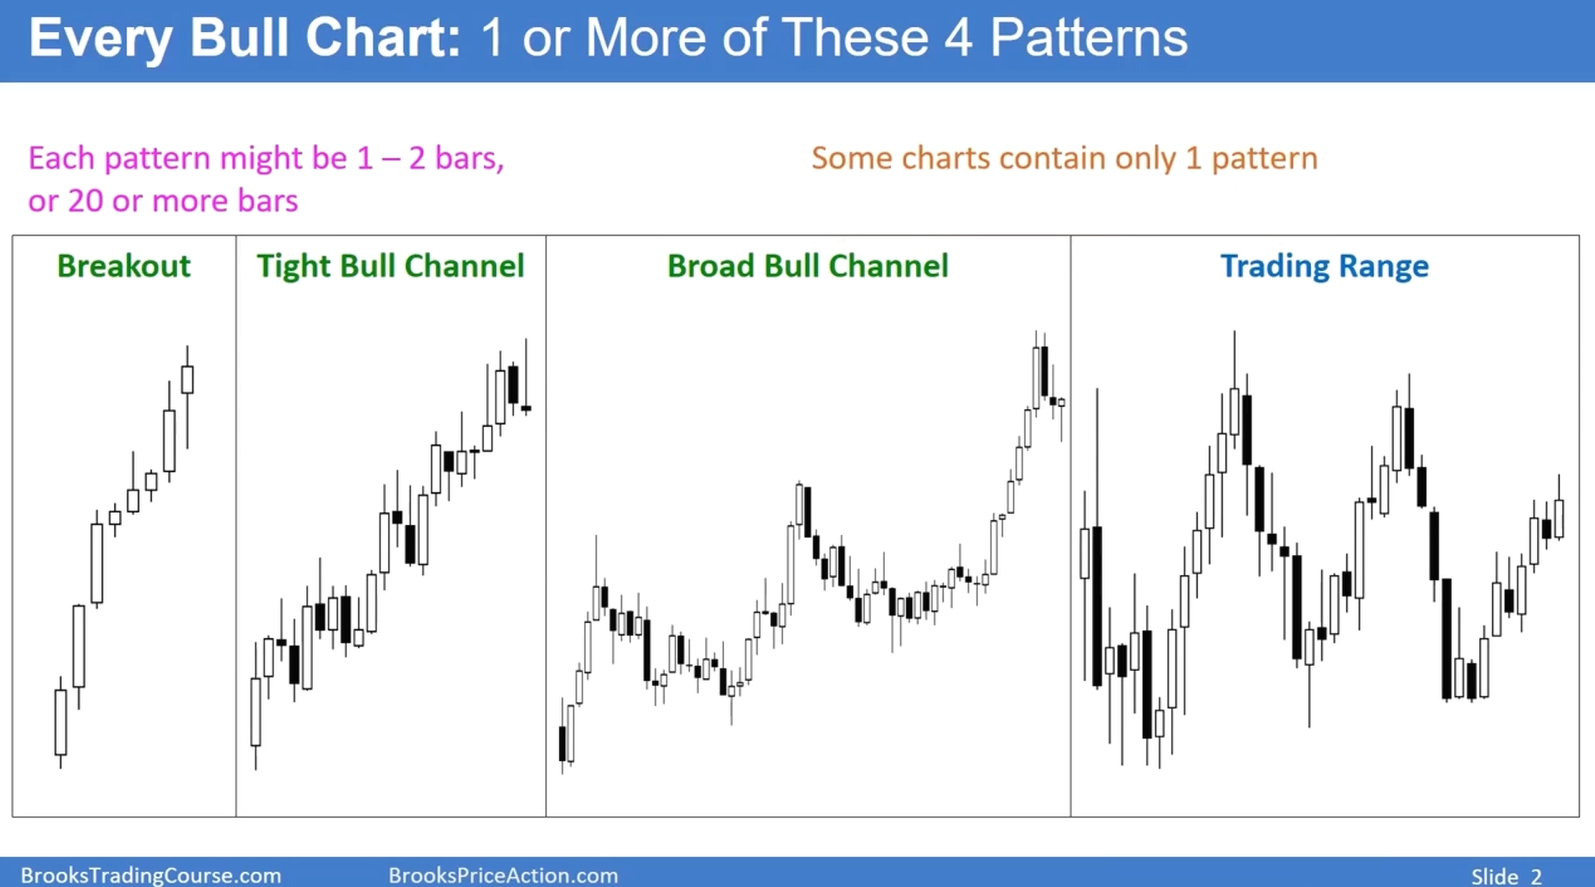 Every Bull Chart: 1 or More of These 4 Patterns
Each pattern might be 1 – 2 bars,
or 20 or more bars
Some charts contain only 1 pattern
Breakout
Tight Bull Channel
Broad Bull Channel
Trading Range
BrooksTradingCourse.com
BrooksPriceAction.com
Slide 2